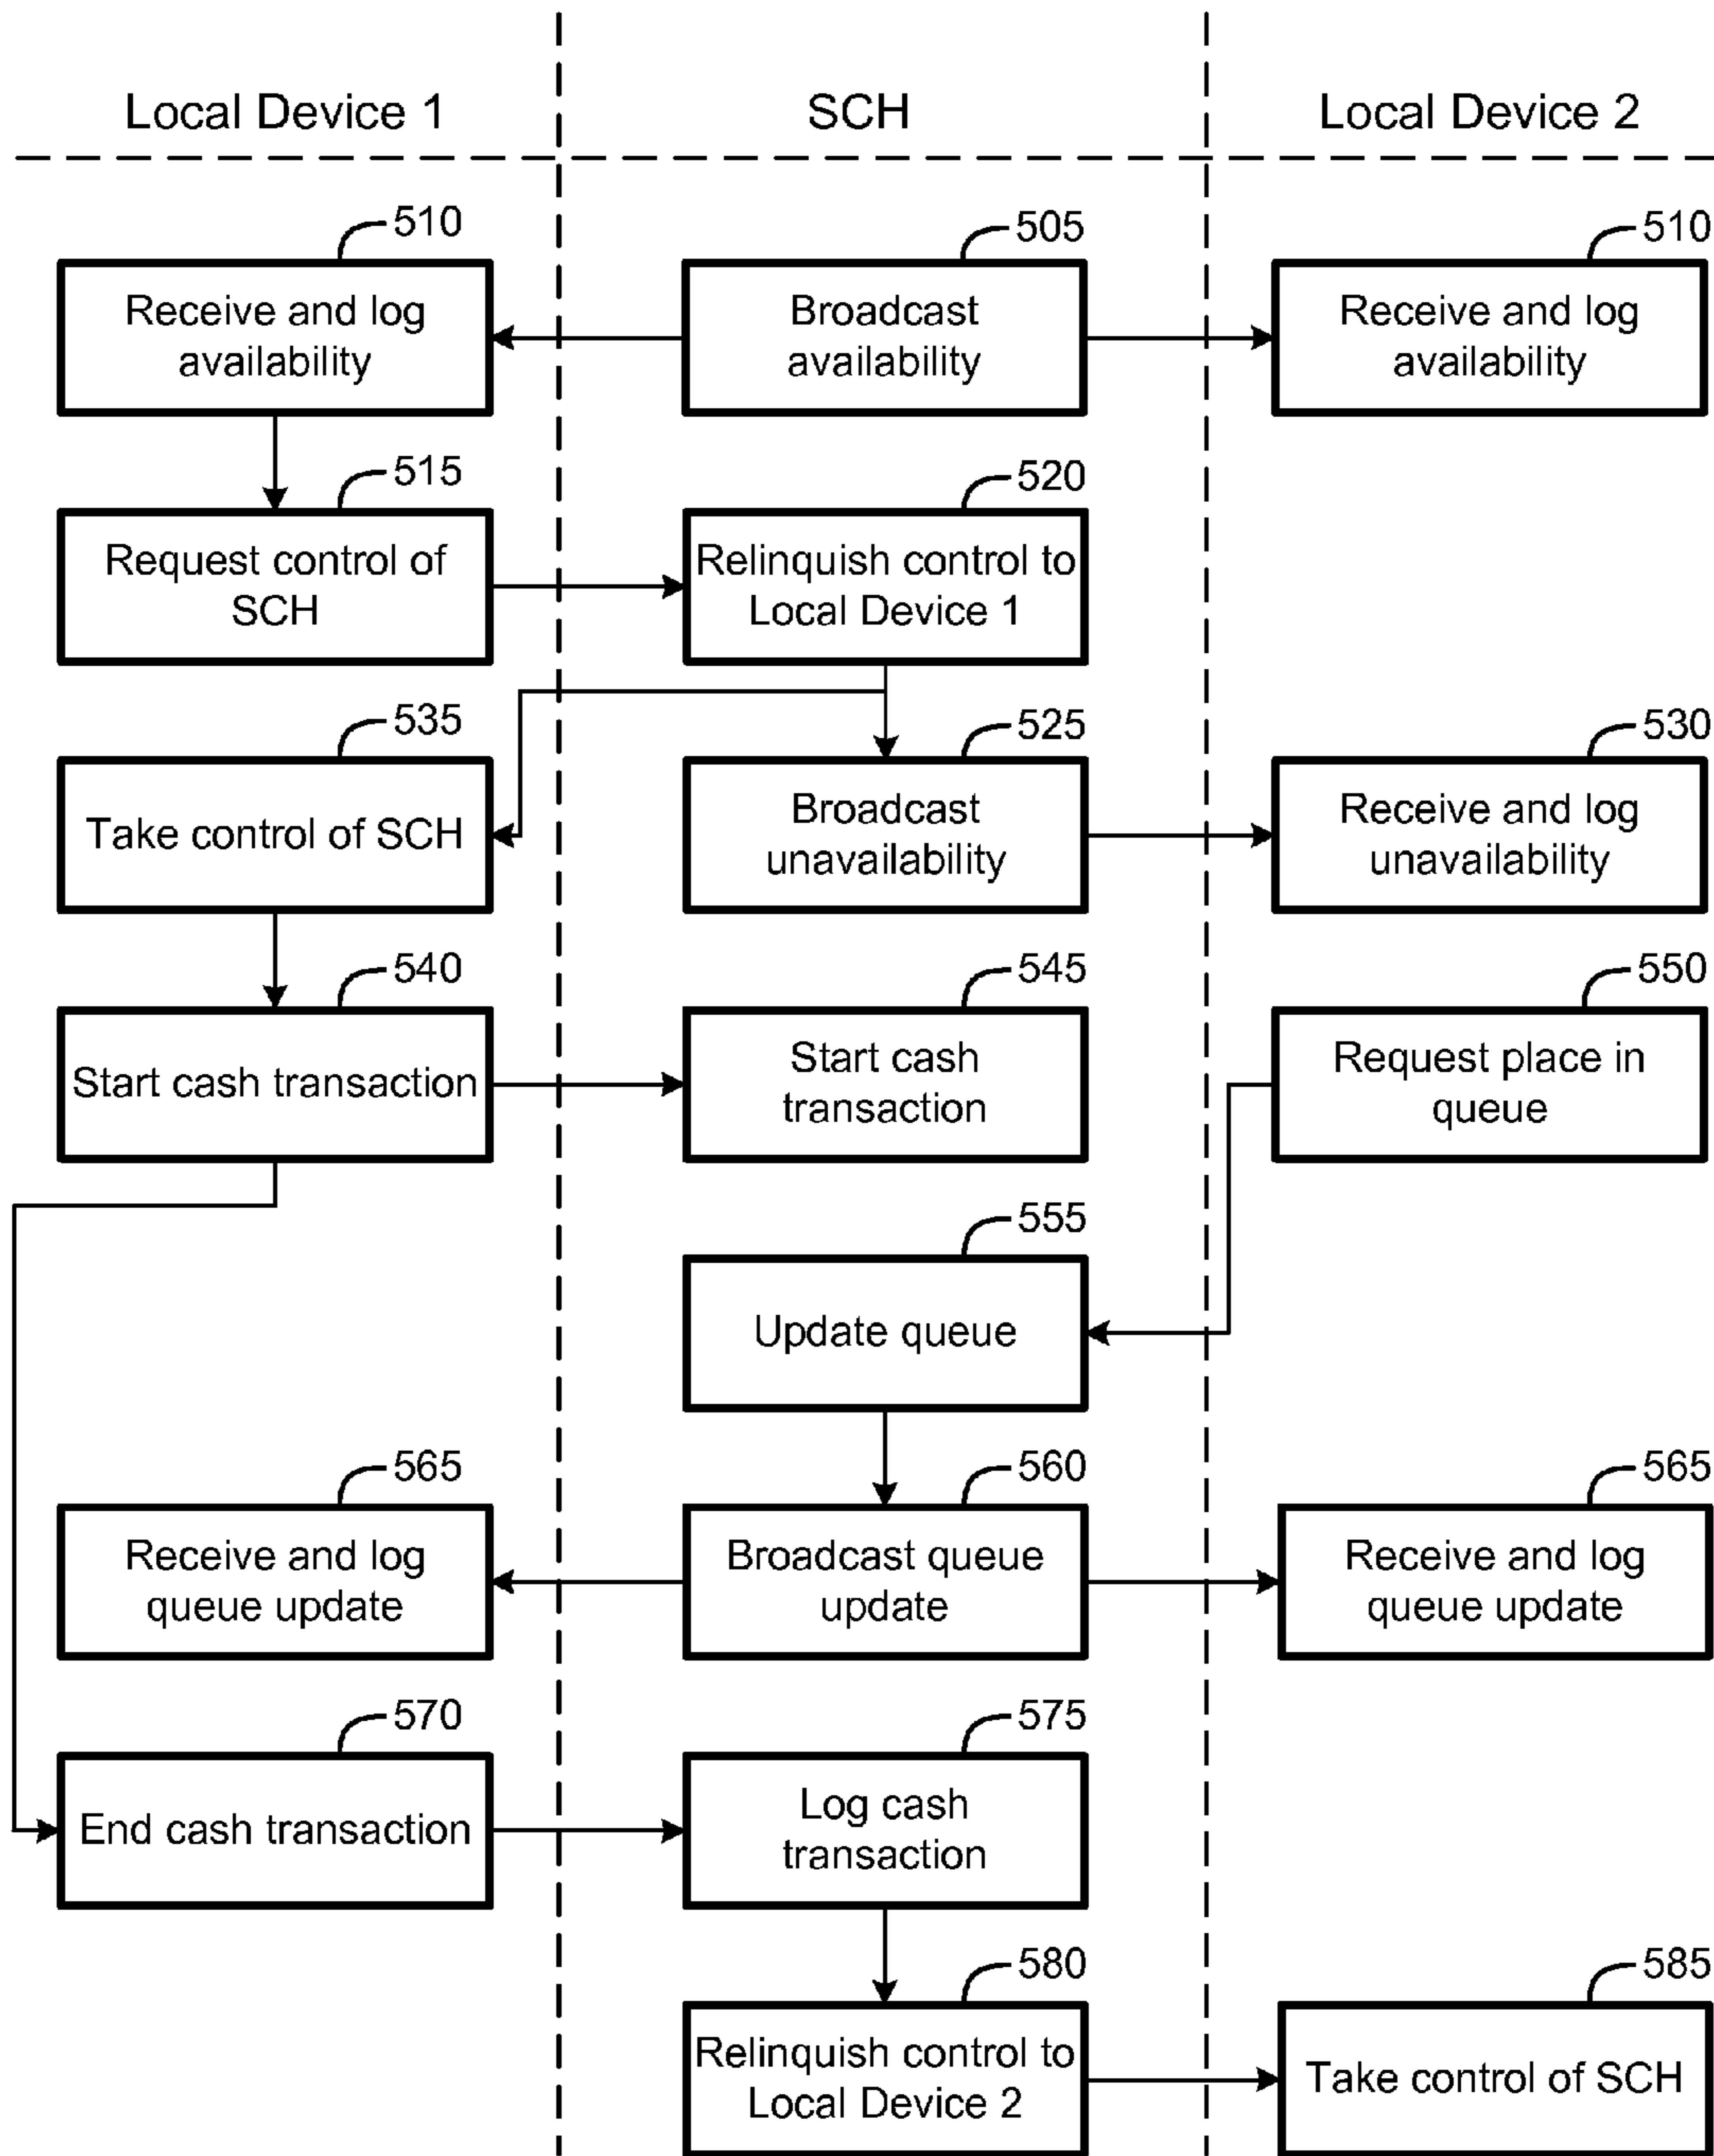 Local Device 1
SCH
Local Device 2
510
505
510
Receive and log
availability
Broadcast
availability
Receive and log
availability
515
520
Request control of
SCH
Relinquish control to
Local Device 1
535
525
530
Take control of SCH
Broadcast
unavailability
Receive and log
unavailability
540
545
550
Start cash transaction
Start cash
transaction
Request place in
queue
555
Update queue
565
560
565
Receive and log
queue update
Broadcast queue
update
Receive and log
queue update
570
575
End cash transaction
Log cash
transaction
580
585
Relinquish control to
Local Device 2
Take control of SCH